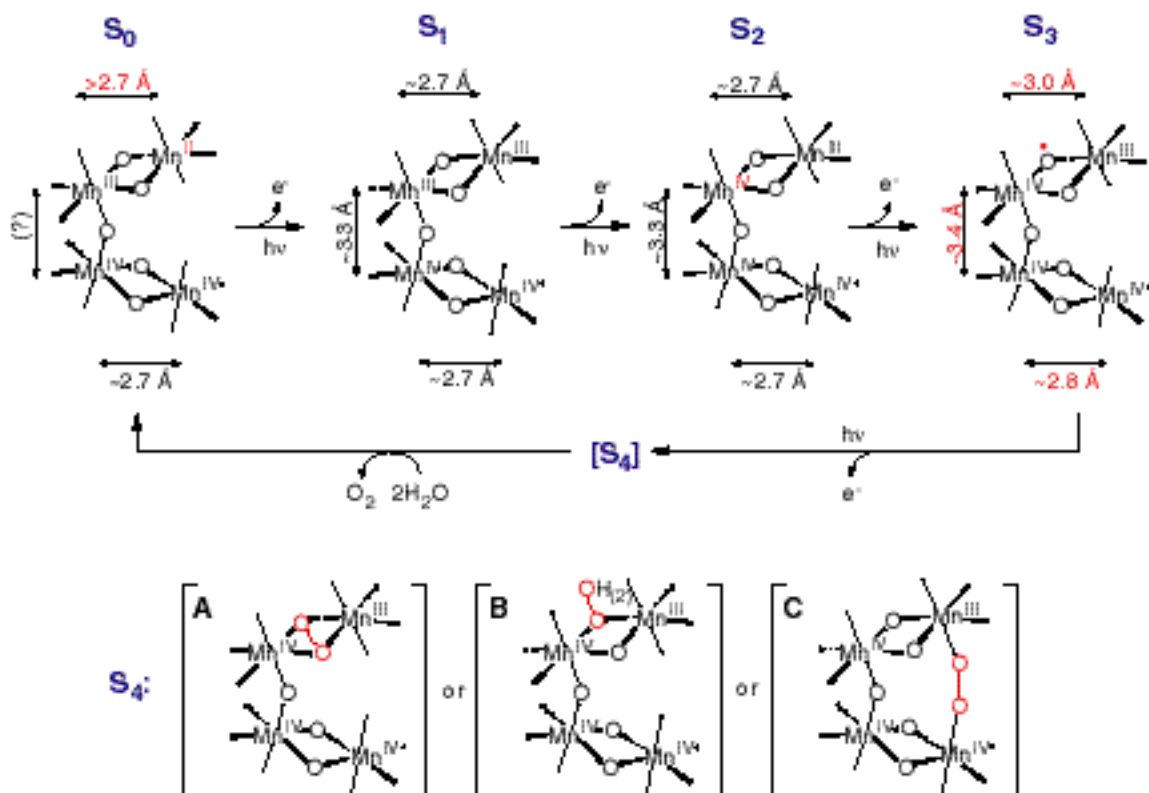 S₀ S₁ S₂ S₃
>2.7 Å ~2.7 Å ~2.7 Å ~3.0 Å
Mn^II Mn^III Mn^III Mn^III
Mn^III Mn^III Mn^IV Mn^IV
(?) ~3.3 Å ~3.3 Å ~3.4 Å
e⁻ e⁻ e⁻
hν hν hν
O O O O O O O O O O O O
Mn^IV Mn^IV Mn^IV Mn^IV
O O O O O O O O
Mn^IV Mn^IV Mn^IV Mn^IV
~2.7 Å ~2.7 Å ~2.7 Å ~2.8 Å
[S₄] hν
O₂ 2H₂O e⁻
A B C
O O H₍₂₎
Mn^III Mn^III Mn^III
O O O O O
Mn^IV Mn^IV Mn^IV
S₄: or or
O O O O O
Mn^IV Mn^IV Mn^IV
O O O O O O
Mn^IV Mn^IV Mn^IV